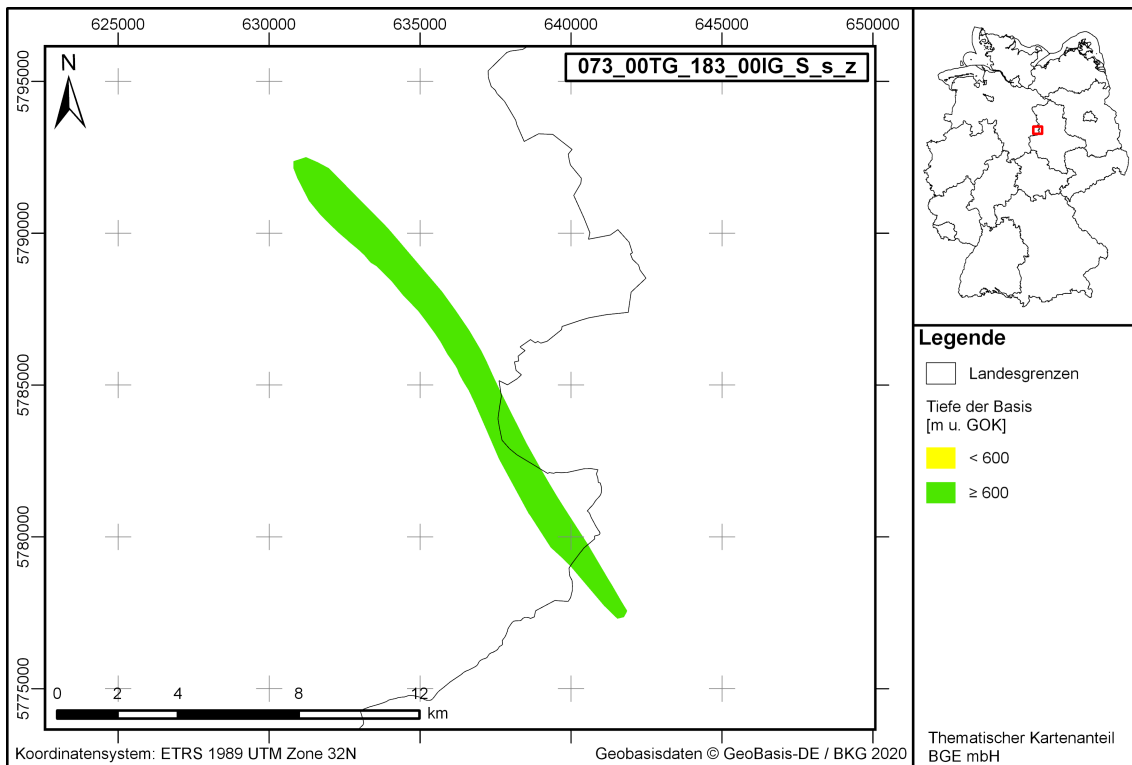 625000 630000 635000 640000 645000 650000
5795000
5790000
5785000
5780000
5775000
N
073_00TG_183_00IG_S_s_z
0 2 4 8 12
km
Koordinatensystem: ETRS 1989 UTM Zone 32N
Geobasisdaten © GeoBasis-DE / BKG 2020
Legende
Landesgrenzen
Tiefe der Basis
[m u. GOK]
< 600
≥ 600
Thematischer Kartenanteil
BGE mbH